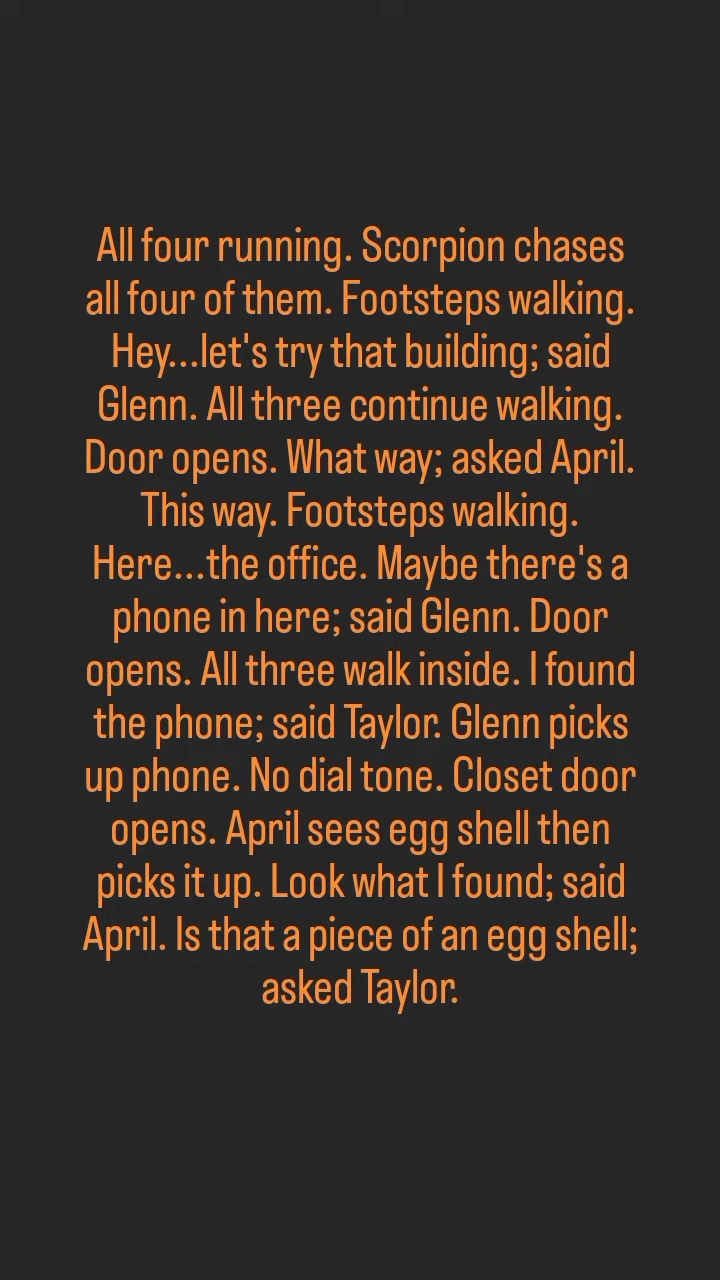 All four running. Scorpion chases
all four of them. Footsteps walking.
Hey...let's try that building; said
Glenn. All three continue walking.
Door opens. What way; asked April.
This way. Footsteps walking.
Here...the office. Maybe there's a
phone in here; said Glenn. Door
opens. All three walk inside. I found
the phone; said Taylor. Glenn picks
up phone. No dial tone. Closet door
opens. April sees egg shell then
picks it up. Look what I found; said
April. Is that a piece of an egg shell;
asked Taylor.